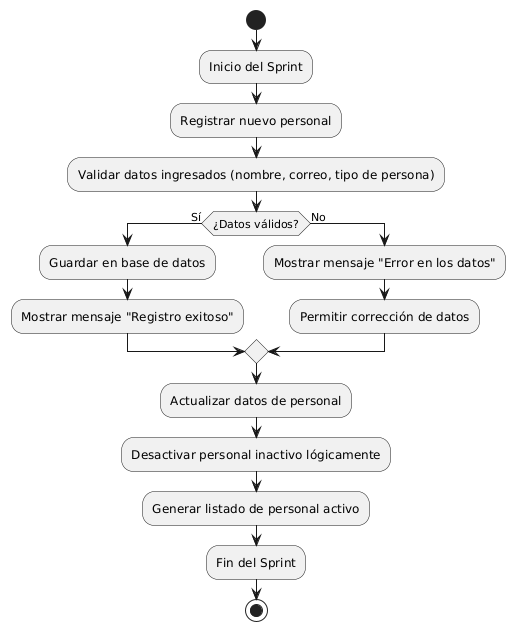 Inicio del Sprint
Registrar nuevo personal
Validar datos ingresados (nombre, correo, tipo de persona)
¿Datos válidos?
Sí
No
Guardar en base de datos
Mostrar mensaje "Registro exitoso"
Mostrar mensaje "Error en los datos"
Permitir corrección de datos
Actualizar datos de personal
Desactivar personal inactivo lógicamente
Generar listado de personal activo
Fin del Sprint